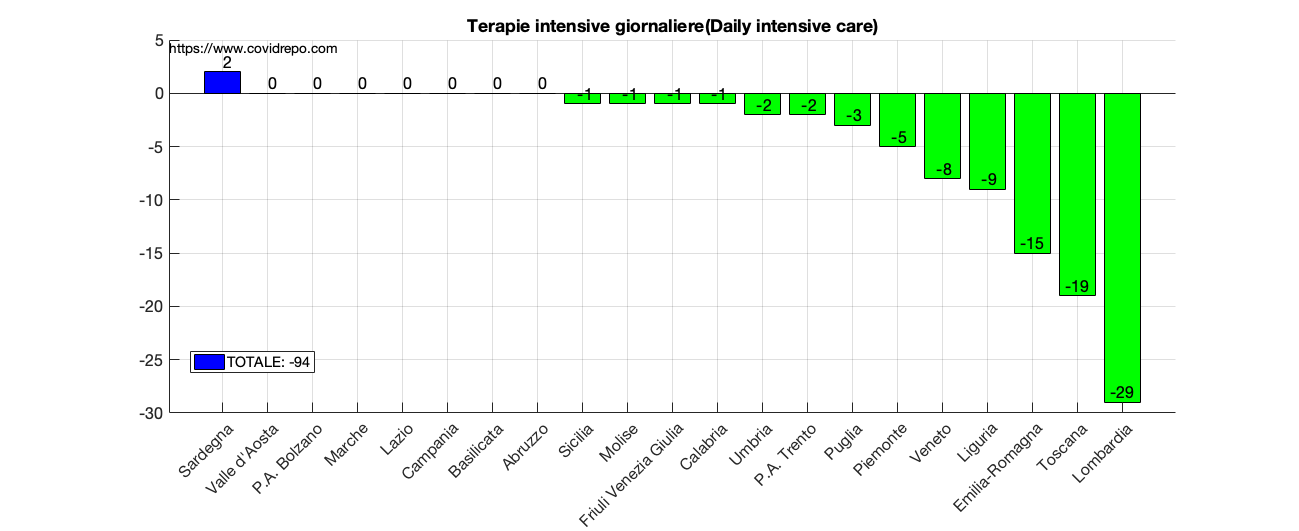 Terapie intensive giornaliere(Daily intensive care)
https://www.covidrepo.com
5
0
-5
-10
-15
-20
-25
-30
2
0
0
0
0
0
0
0
-1
-1
-1
-1
-2
-2
-3
-5
-8
-9
-15
-19
-29
TOTALE: -94
Sardegna
Valle d'Aosta
P.A. Bolzano
Marche
Lazio
Campania
Basilicata
Abruzzo
Sicilia
Molise
Friuli Venezia Giulia
Calabria
Umbria
P.A. Trento
Puglia
Piemonte
Veneto
Liguria
Emilia-Romagna
Toscana
Lombardia